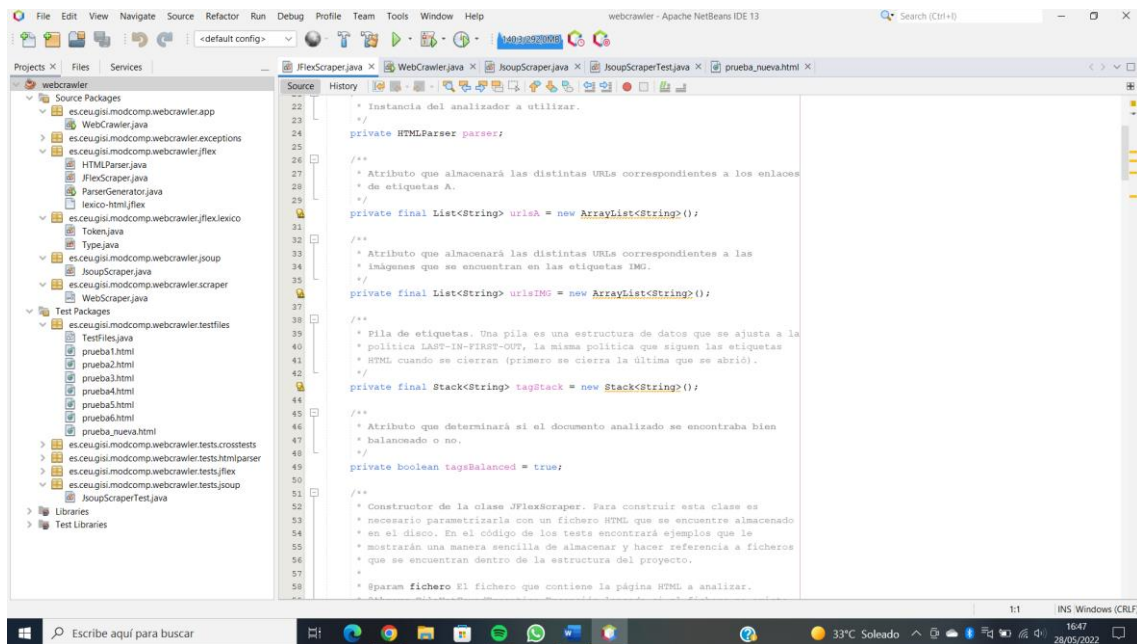 File Edit View Navigate Source Refactor Run Debug Profile Team Tools Window Help webcrawler - Apache NetBeans IDE 13 Search (Ctrl+I)
<default config>
Projects Files Services
JFlexScraper.java WebCrawler.java JsoupScraper.java JsoupScraperTest.java prueba_nueva.html
Source History
webcrawler
Source Packages
es.ceu.gisi.modcomp.webcrawler.app
WebCrawler.java
es.ceu.gisi.modcomp.webcrawler.exceptions
es.ceu.gisi.modcomp.webcrawler.jflex
HTMLParser.java
JFlexScraper.java
ParserGenerator.java
lexico-html.jflex
es.ceu.gisi.modcomp.webcrawler.jflex.lexico
Token.java
Type.java
es.ceu.gisi.modcomp.webcrawler.jsoup
JsoupScraper.java
es.ceu.gisi.modcomp.webcrawler.scraper
WebScraper.java
Test Packages
es.ceu.gisi.modcomp.webcrawler.testfiles
TestFiles.java
prueba1.html
prueba2.html
prueba3.html
prueba4.html
prueba5.html
prueba6.html
prueba_nueva.html
es.ceu.gisi.modcomp.webcrawler.tests.crosstests
es.ceu.gisi.modcomp.webcrawler.tests.htmlparser
es.ceu.gisi.modcomp.webcrawler.tests.jflex
es.ceu.gisi.modcomp.webcrawler.tests.jsoup
JsoupScraperTest.java
Libraries
Test Libraries
22 * Instancia del analizador a utilizar.
23 */
24 private HTMLParser parser;
25
26 /**
27 * Atributo que almacenará las distintas URLs correspondientes a los enlaces
28 * de etiquetas A.
29 */
private final List<String> urlsA = new ArrayList<String>();
31
32 /**
33 * Atributo que almacenará las distintas URLs correspondientes a las
34 * imágenes que se encuentran en las etiquetas IMG.
35 */
private final List<String> urlsIMG = new ArrayList<String>();
37
38 /**
39 * Pila de etiquetas. Una pila es una estructura de datos que se ajusta a la
40 * política LAST-IN-FIRST-OUT, la misma política que siguen las etiquetas
41 * HTML cuando se cierran (primero se cierra la última que se abrió).
42 */
private final Stack<String> tagStack = new Stack<String>();
44
45 /**
46 * Atributo que determinará si el documento analizado se encontraba bien
47 * balanceado o no.
48 */
49 private boolean tagsBalanced = true;
50
51 /**
52 * Constructor de la clase JFlexScraper. Para construir esta clase es
53 * necesario parametrizarla con un fichero HTML que se encuentre almacenado
54 * en el disco. En el código de los tests encontrará ejemplos que le
55 * mostrarán una manera sencilla de almacenar y hacer referencia a ficheros
56 * que se encuentran dentro de la estructura del proyecto.
57 *
58 * @param fichero El fichero que contiene la página HTML a analizar.
1:1 INS Windows (CRLF)
Escribe aquí para buscar
33°C Soleado
16:47
28/05/2022